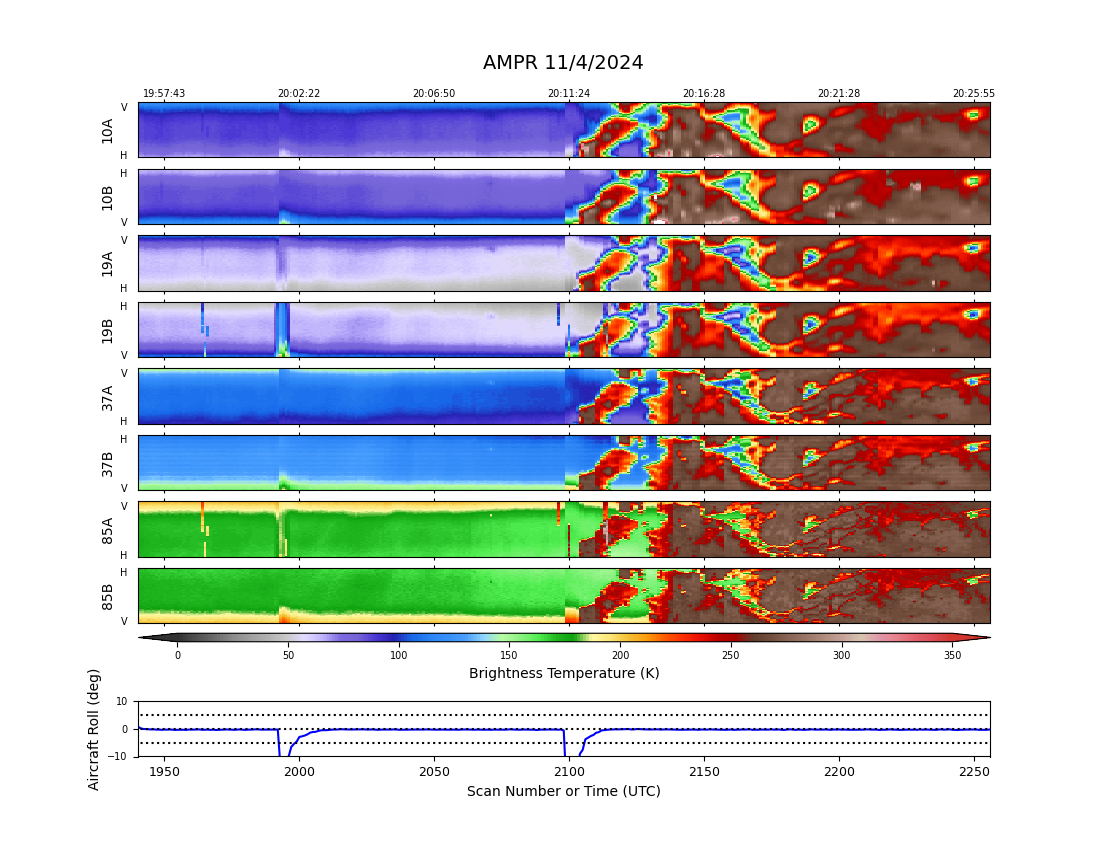 AMPR 11/4/2024
19:57:43 20:02:22 20:06:50 20:11:24 20:16:28 20:21:28 20:25:55
V
10A
H
H
10B
V
V
19A
H
H
19B
V
V
37A
H
H
37B
V
V
85A
H
H
85B
V
0 50 100 150 200 250 300 350
Brightness Temperature (K)
Aircraft Roll (deg)
10
0
−10
1950 2000 2050 2100 2150 2200 2250
Scan Number or Time (UTC)